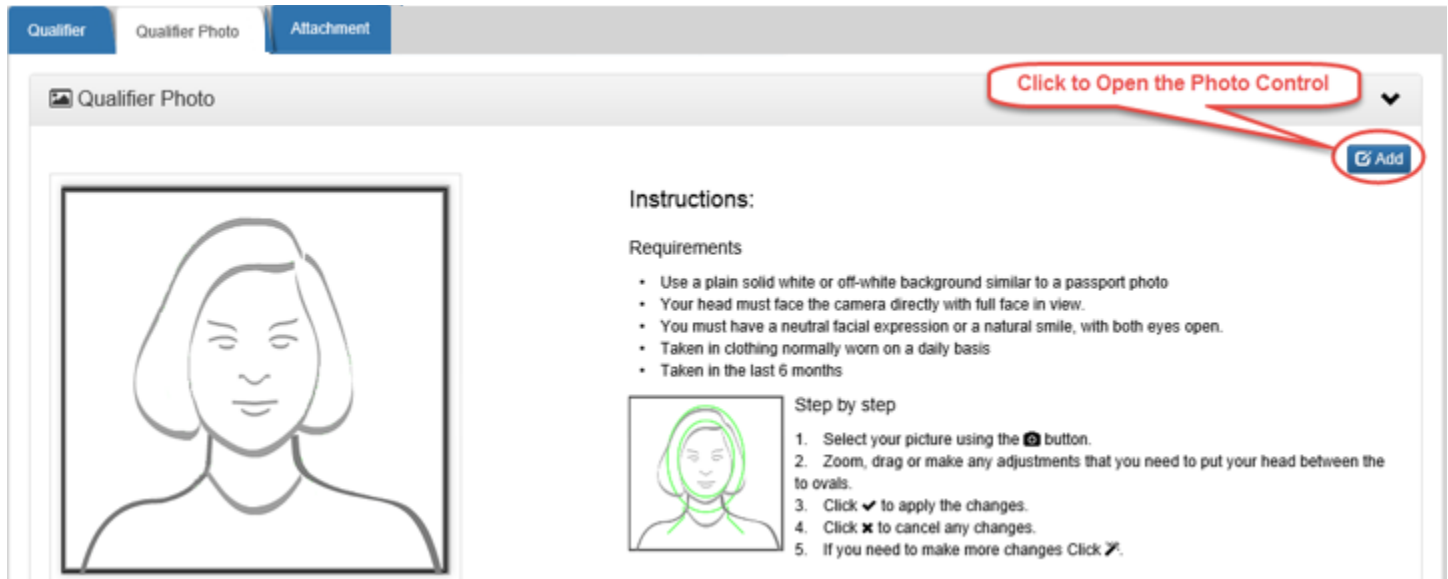 Qualifier
Qualifier Photo
Attachment
Qualifier Photo
Click to Open the Photo Control
Add
Instructions:
Requirements
• Use a plain solid white or off-white background similar to a passport photo
• Your head must face the camera directly with full face in view.
• You must have a neutral facial expression or a natural smile, with both eyes open.
• Taken in clothing normally worn on a daily basis
• Taken in the last 6 months
Step by step
1. Select your picture using the button.
2. Zoom, drag or make any adjustments that you need to put your head between the
to ovals.
3. Click ✔ to apply the changes.
4. Click ✖ to cancel any changes.
5. If you need to make more changes Click .